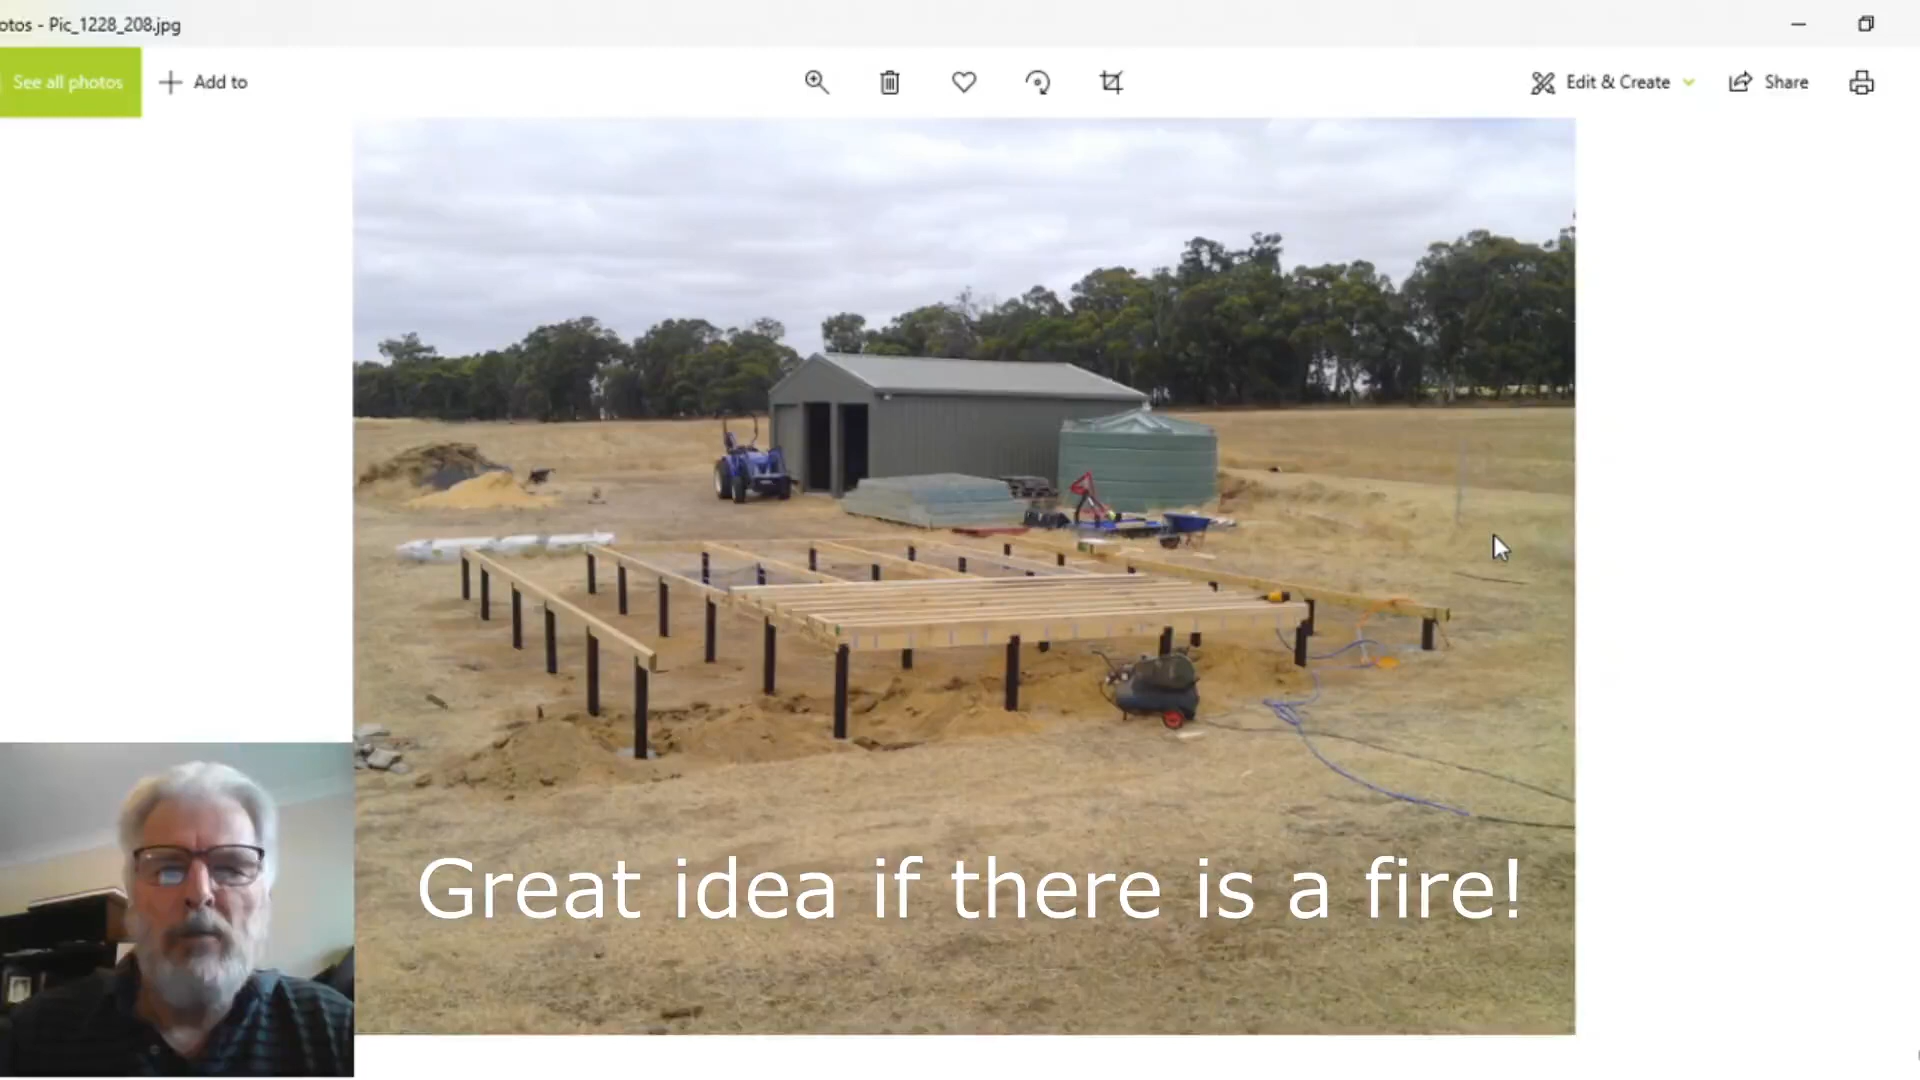 otos - Pic_1228_208.jpg
See all photos
Add to
Edit & Create
Share
Great idea if there is a fire!